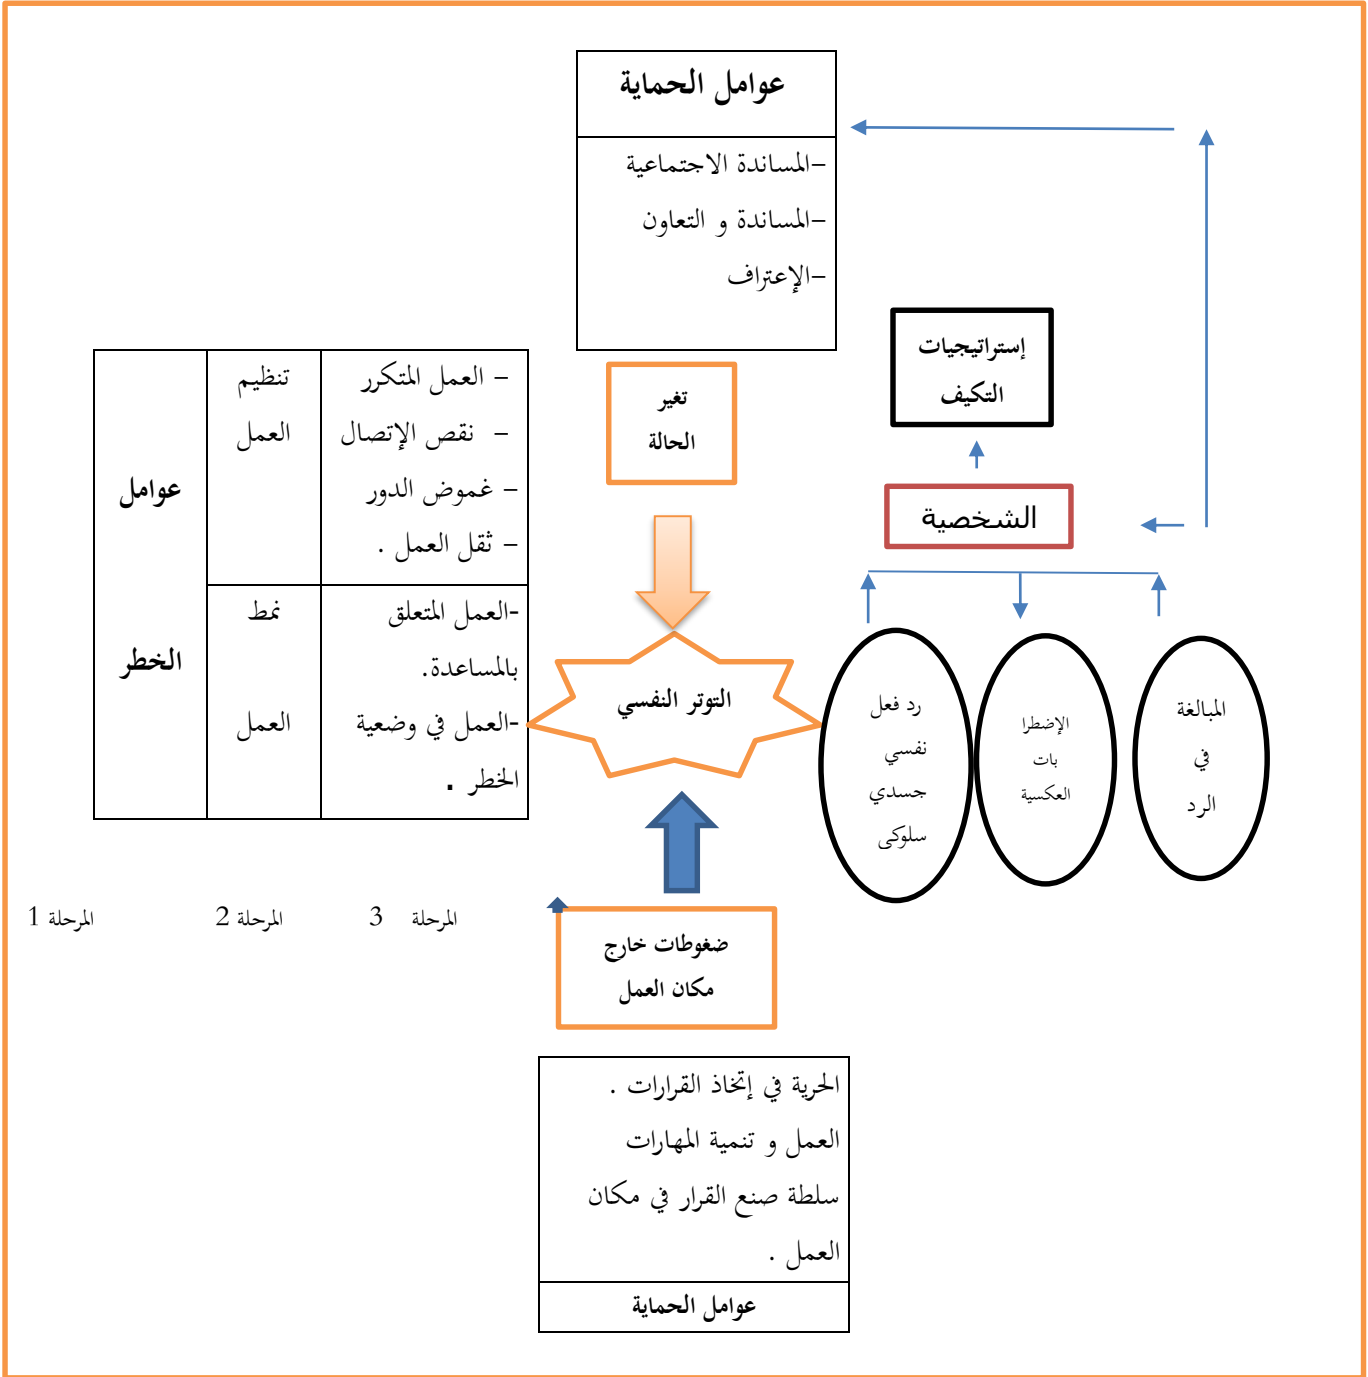 عوامل الحماية
–المساندة الاجتماعية
–المساندة و التعاون
–الإعتراف
إستراتيجيات
التكيف
تغير
الحالة
الشخصية
عوامل
الخطر
تنظيم
العمل
– العمل المتكرر
– نقص الإتصال
– غموض الدور
– ثقل العمل .
نمط
العمل
-العمل المتعلق
بالمساعدة.
-العمل في وضعية
الخطر .
التوتر النفسي
رد فعل
نفسي
جسدي
سلوكى
الإضطرا
بات
العكسية
المبالغة
في
الرد
المرحلة 1
المرحلة 2
المرحلة 3
ضغوطات خارج
مكان العمل
الحرية في إتخاذ القرارات .
العمل و تنمية المهارات
سلطة صنع القرار في مكان
العمل .
عوامل الحماية